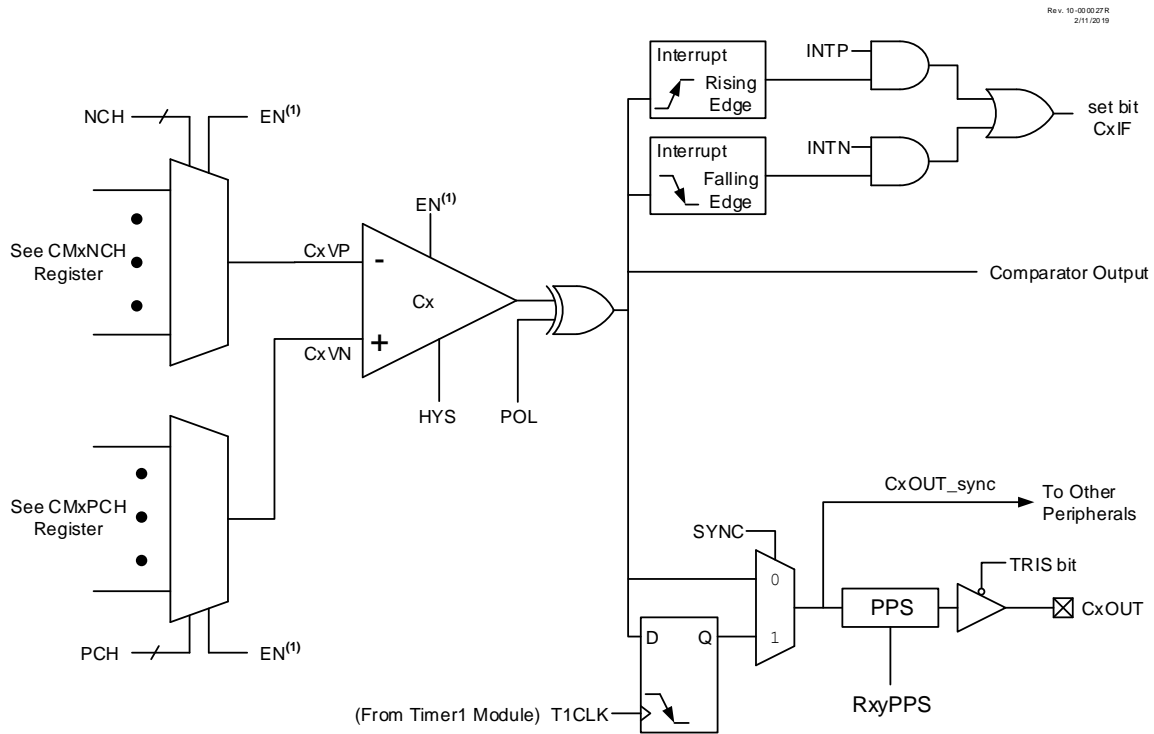 Rev. 10-000027R
2/11/2019
Interrupt
Rising
Edge
INTP
set bit
CxIF
Interrupt
Falling
Edge
INTN
NCH
EN(1)
See CMxNCH
Register
CxVP
EN(1)
-
Cx
+
CxVN
HYS
POL
Comparator Output
See CMxPCH
Register
PCH
EN(1)
CxOUT_sync
To Other
Peripherals
SYNC
0
1
TRIS bit
PPS
CxOUT
RxyPPS
D Q
(From Timer1 Module) T1CLK